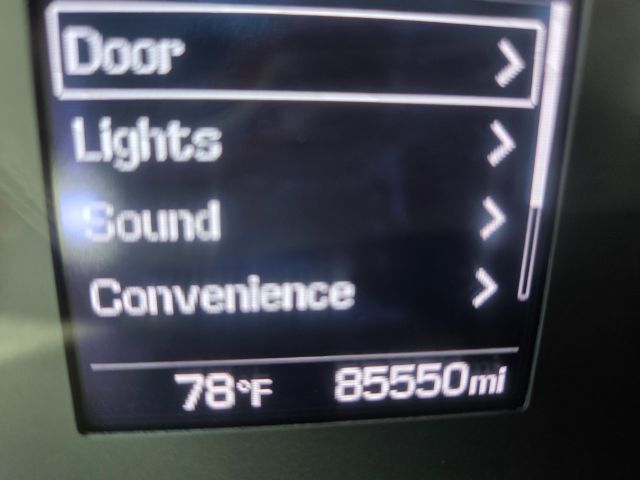 Door
Lights
Sound
Convenience
78°F 85550mi